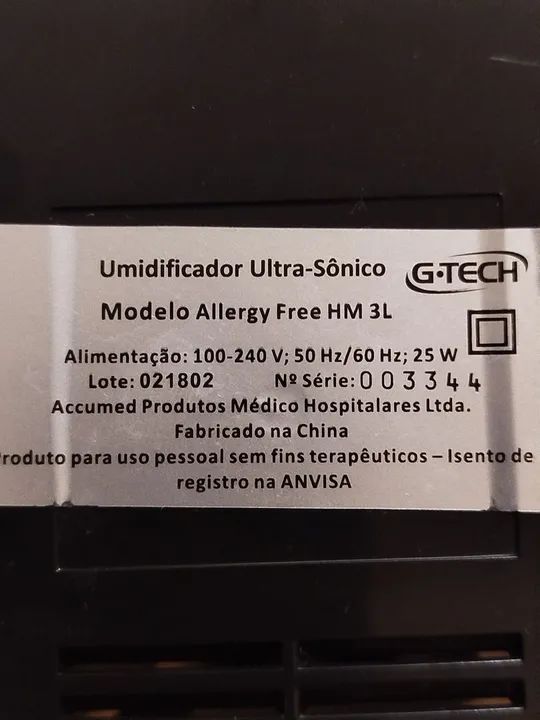 Umidificador Ultra-Sônico G-TECH
Modelo Allergy Free HM 3L
Alimentação: 100-240 V; 50 Hz/60 Hz; 25 W
Lote: 021802 Nº Série: 003344
Accumed Produtos Médico Hospitalares Ltda.
Fabricado na China
Produto para uso pessoal sem fins terapêuticos – Isento de
registro na ANVISA